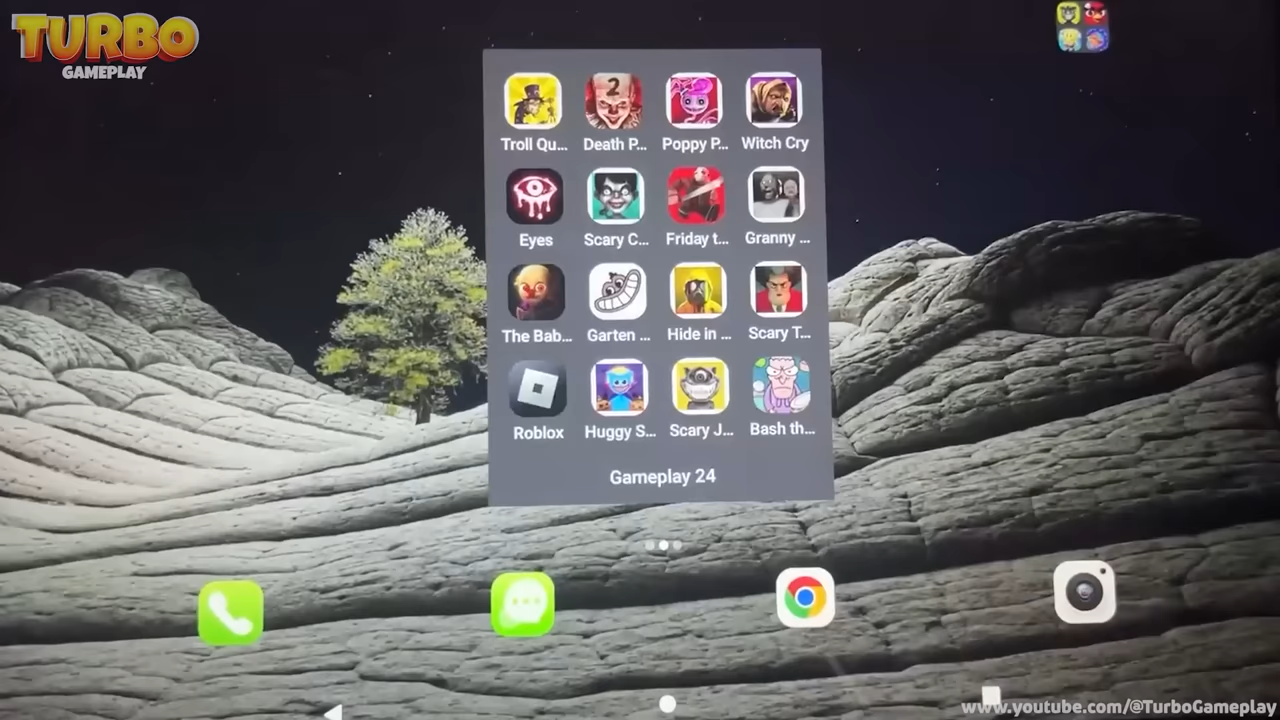 TURBO
GAMEPLAY
2
Troll Qu...
Death P...
Poppy P...
Witch Cry
Eyes
Scary C...
Friday t...
Granny ...
The Bab...
Garten ...
Hide in ...
Scary T...
Roblox
Huggy S...
Scary J...
Bash th...
Gameplay 24
www.youtube.com/@TurboGameplay